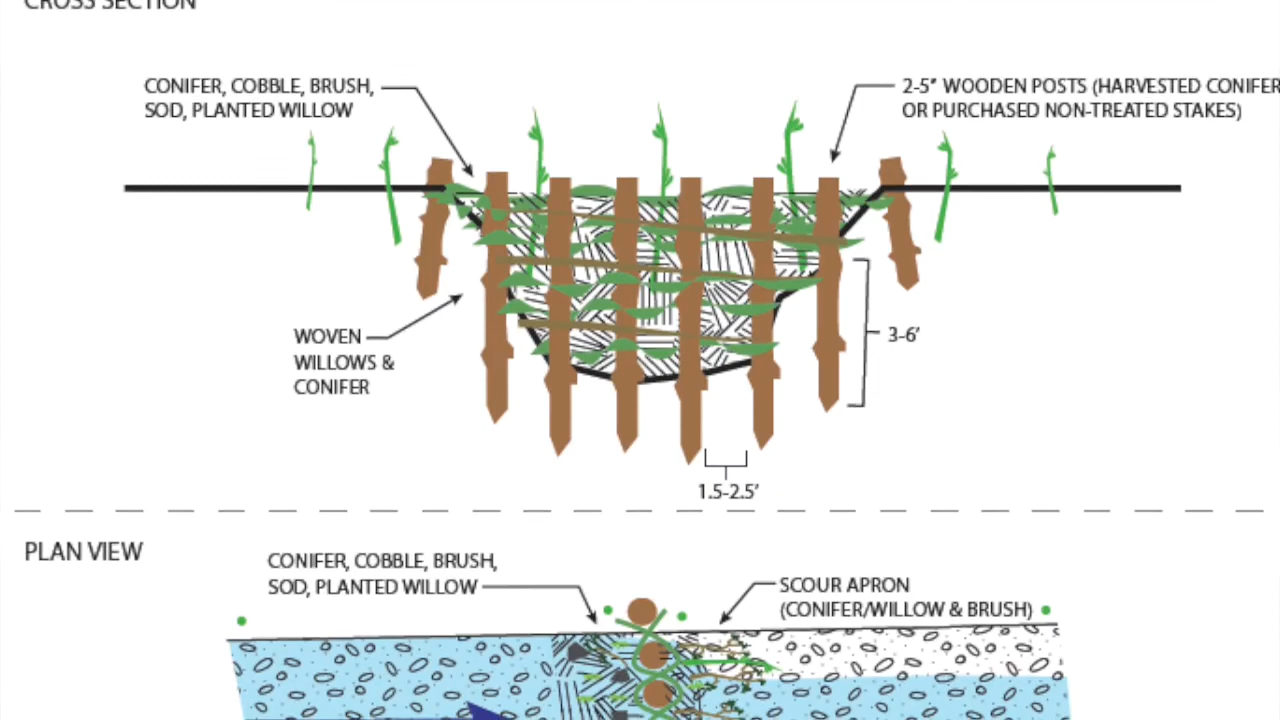 CROSS SECTION
CONIFER, COBBLE, BRUSH,
SOD, PLANTED WILLOW
2-5" WOODEN POSTS (HARVESTED CONIFER
OR PURCHASED NON-TREATED STAKES)
WOVEN
WILLOWS &
CONIFER
3-6'
1.5-2.5'
PLAN VIEW
CONIFER, COBBLE, BRUSH,
SOD, PLANTED WILLOW
SCOUR APRON
(CONIFER/WILLOW & BRUSH)